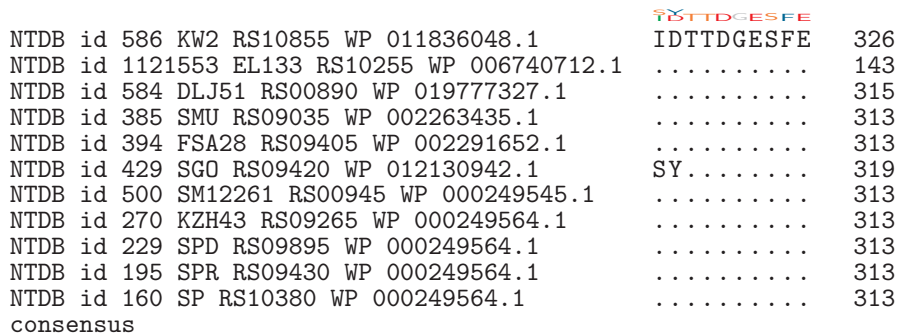 IDTTDGESFE
SY
NTDB id 586 KW2 RS10855 WP 011836048.1 IDTTDGESFE 326
NTDB id 1121553 EL133 RS10255 WP 006740712.1 .......... 143
NTDB id 584 DLJ51 RS00890 WP 019777327.1 .......... 315
NTDB id 385 SMU RS09035 WP 002263435.1 .......... 313
NTDB id 394 FSA28 RS09405 WP 002291652.1 .......... 313
NTDB id 429 SGO RS09420 WP 012130942.1 SY........ 319
NTDB id 500 SM12261 RS00945 WP 000249545.1 .......... 313
NTDB id 270 KZH43 RS09265 WP 000249564.1 .......... 313
NTDB id 229 SPD RS09895 WP 000249564.1 .......... 313
NTDB id 195 SPR RS09430 WP 000249564.1 .......... 313
NTDB id 160 SP RS10380 WP 000249564.1 .......... 313
consensus